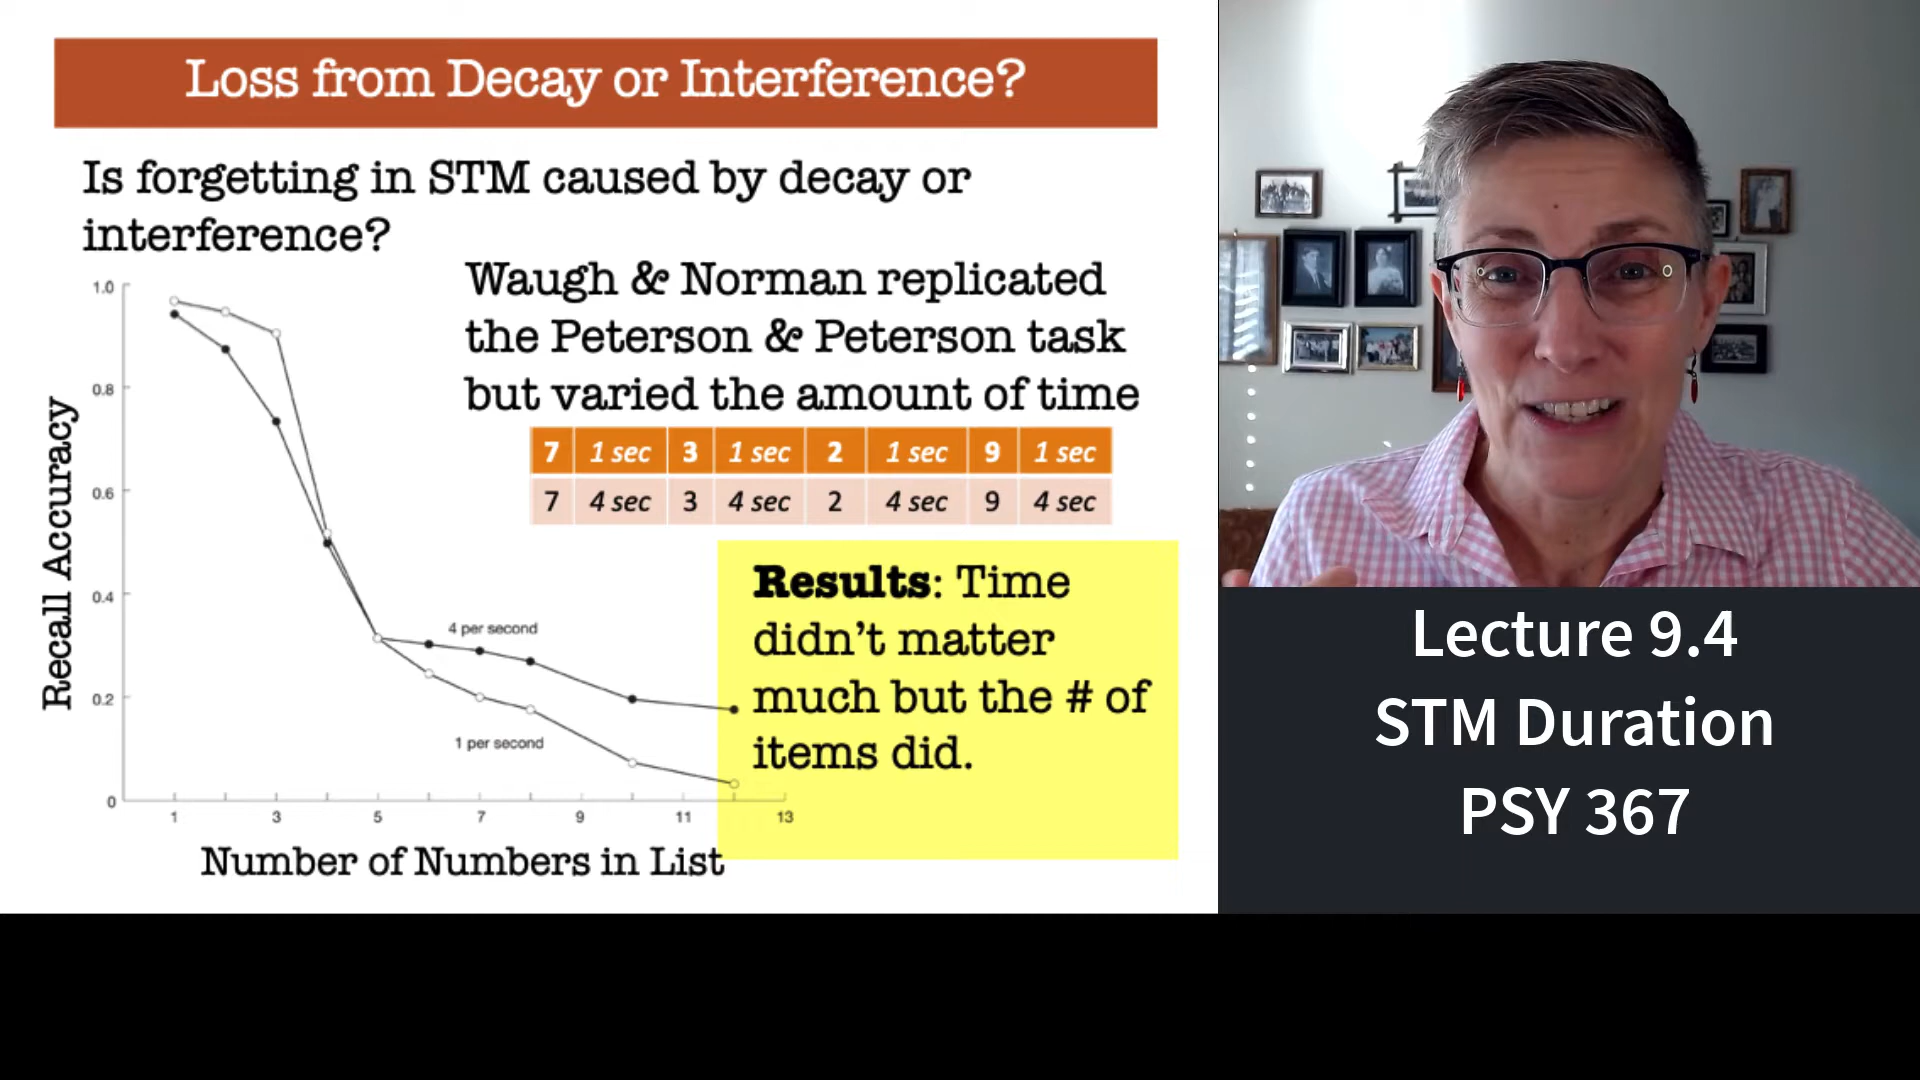 Loss from Decay or Interference?
Is forgetting in STM caused by decay or
interference?
Waugh & Norman replicated
the Peterson & Peterson task
but varied the amount of time
7 1 sec 3 1 sec 2 1 sec 9 1 sec
7 4 sec 3 4 sec 2 4 sec 9 4 sec
Results: Time
didn't matter
much but the # of
items did.
Recall Accuracy
1.0
0.8
0.6
0.4
0.2
0
4 per second
1 per second
1 3 5 7 9 11 13
Number of Numbers in List
Lecture 9.4
STM Duration
PSY 367